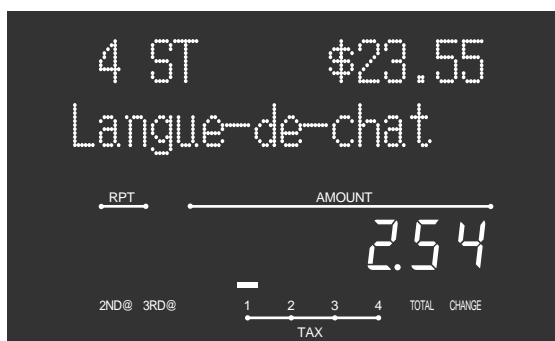 4 ST $23.55
Langue-de-chat
RPT AMOUNT
2.54
2ND@ 3RD@ 1 2 3 4 TOTAL CHANGE
TAX